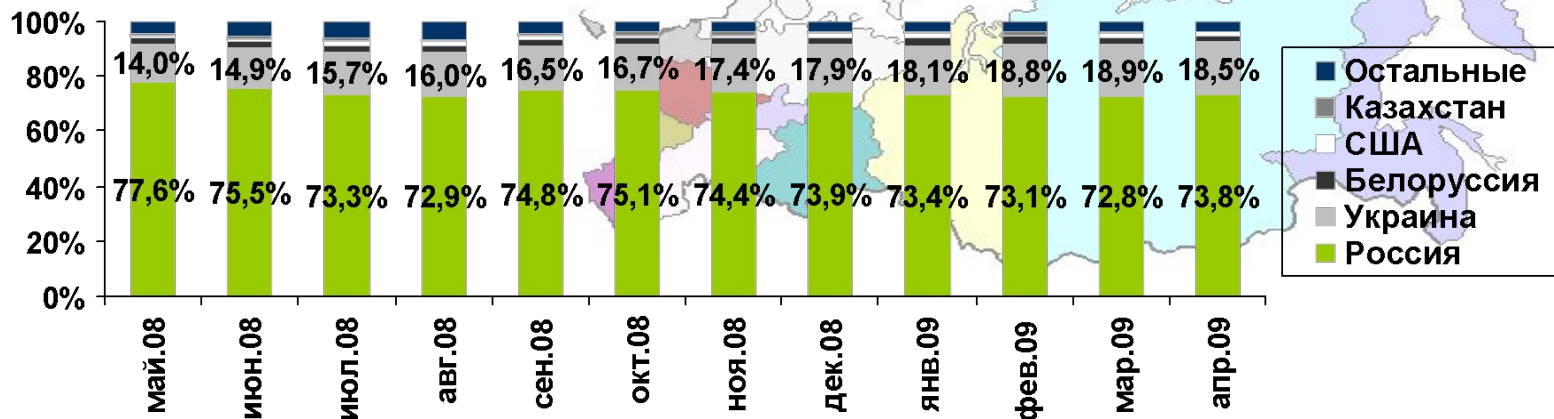 100%
80%
60%
40%
20%
0%
14,0% 14,9% 15,7% 16,0% 16,5% 16,7% 17,4% 17,9% 18,1% 18,8% 18,9% 18,5%
77,6% 75,5% 73,3% 72,9% 74,8% 75,1% 74,4% 73,9% 73,4% 73,1% 72,8% 73,8%
май.08 июн.08 июл.08 авг.08 сен.08 окт.08 ноя.08 дек.08 янв.09 фев.09 мар.09 апр.09
Остальные
Казахстан
США
Белоруссия
Украина
Россия